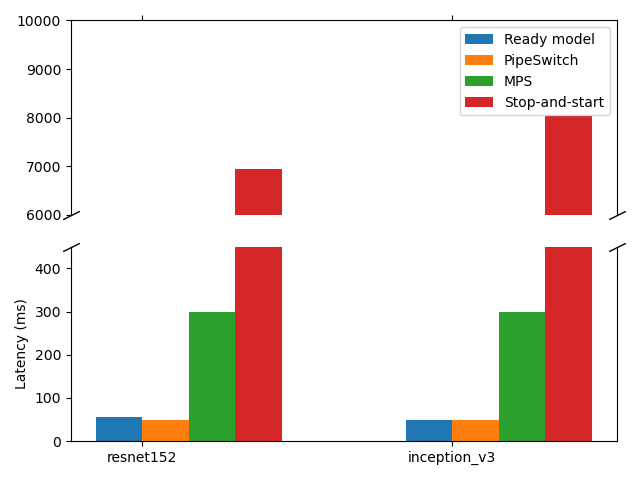 10000
9000
8000
7000
6000
Ready model
PipeSwitch
MPS
Stop-and-start
400
300
200
100
0
Latency (ms)
resnet152
inception_v3